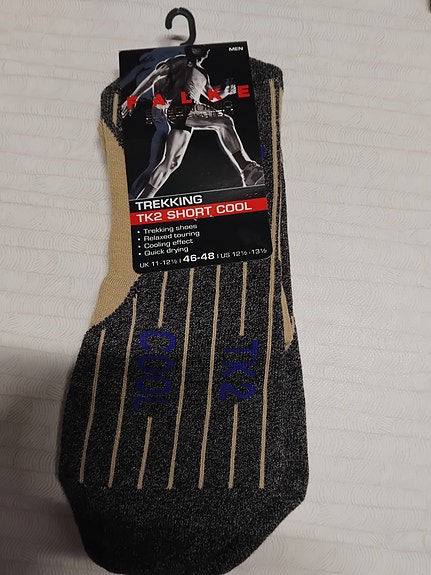 MEN
FALKE
ERGONOMIC
TREKKING
TK2 SHORT COOL
• Trekking shoes
• Relaxed touring
• Cooling effect
• Quick drying
UK 11-12½ | 46-48 | US 12½-13½
TK2
COOL